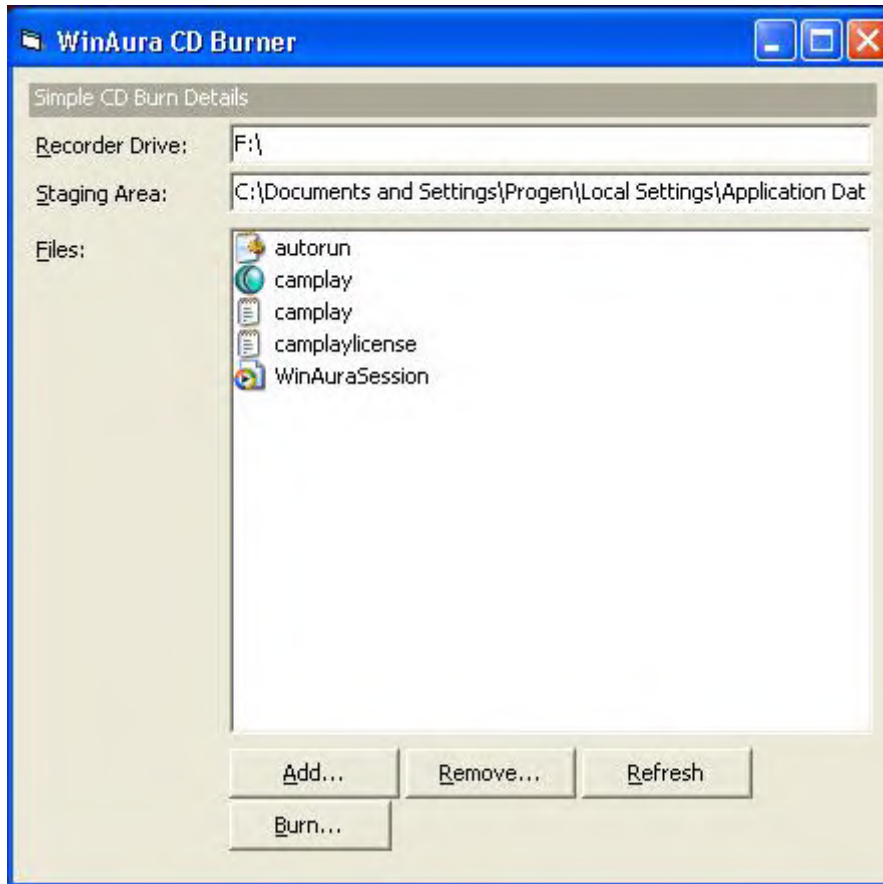 WinAura CD Burner
Simple CD Burn Details
Recorder Drive: F:\
Staging Area: C:\Documents and Settings\Progen\Local Settings\Application Dat
Files:
autorun
camplay
camplay
camplaylicense
WinAuraSession
Add... Remove... Refresh
Burn...